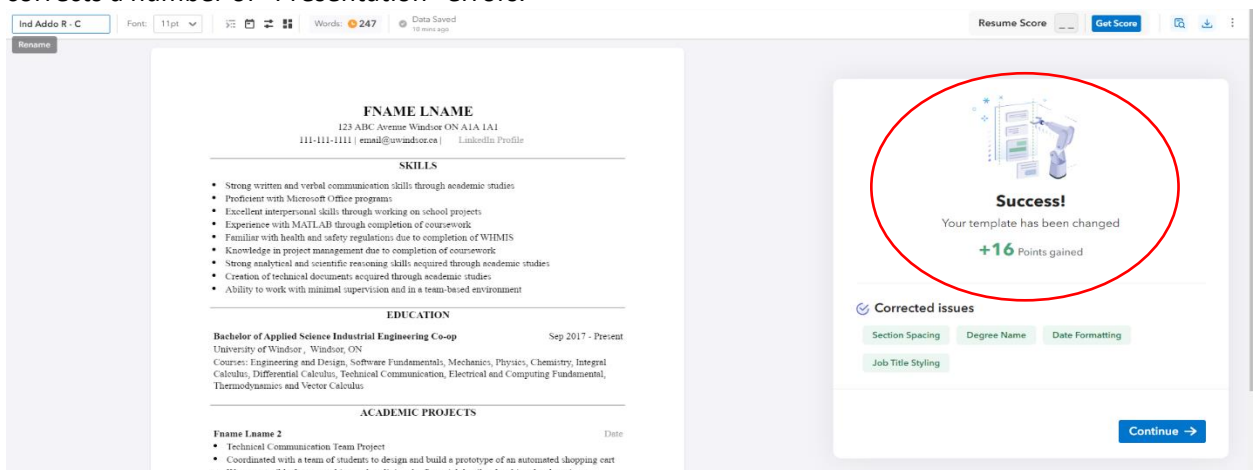 corrects a number of "Presentation" errors.
Ind Addo R - C
Font: 11pt
Words: 247
Data Saved
10 mins ago
Resume Score _ _ Get Score
Rename
FNAME LNAME
123 ABC Avenue Windsor ON A1A 1A1
111-111-1111 | email@uwindsor.ca | LinkedIn Profile
SKILLS
• Strong written and verbal communication skills through academic studies
• Proficient with Microsoft Office programs
• Excellent interpersonal skills through working on school projects
• Experience with MATLAB through completion of coursework
• Familiar with health and safety regulations due to completion of WHMIS
• Knowledge in project management due to completion of coursework
• Strong analytical and scientific reasoning skills acquired through academic studies
• Creation of technical documents acquired through academic studies
• Ability to work with minimal supervision and in a team-based environment
EDUCATION
Bachelor of Applied Science Industrial Engineering Co-op Sep 2017 - Present
University of Windsor , Windsor, ON
Courses: Engineering and Design, Software Fundamentals, Mechanics, Physics, Chemistry, Integral
Calculus, Differential Calculus, Technical Communication, Electrical and Computing Fundamental,
Thermodynamics and Vector Calculus
ACADEMIC PROJECTS
Fname Lname 2 Date
• Technical Communication Team Project
• Coordinated with a team of students to design and build a prototype of an automated shopping cart
Success!
Your template has been changed
+16 Points gained
Corrected issues
Section Spacing Degree Name Date Formatting
Job Title Styling
Continue →